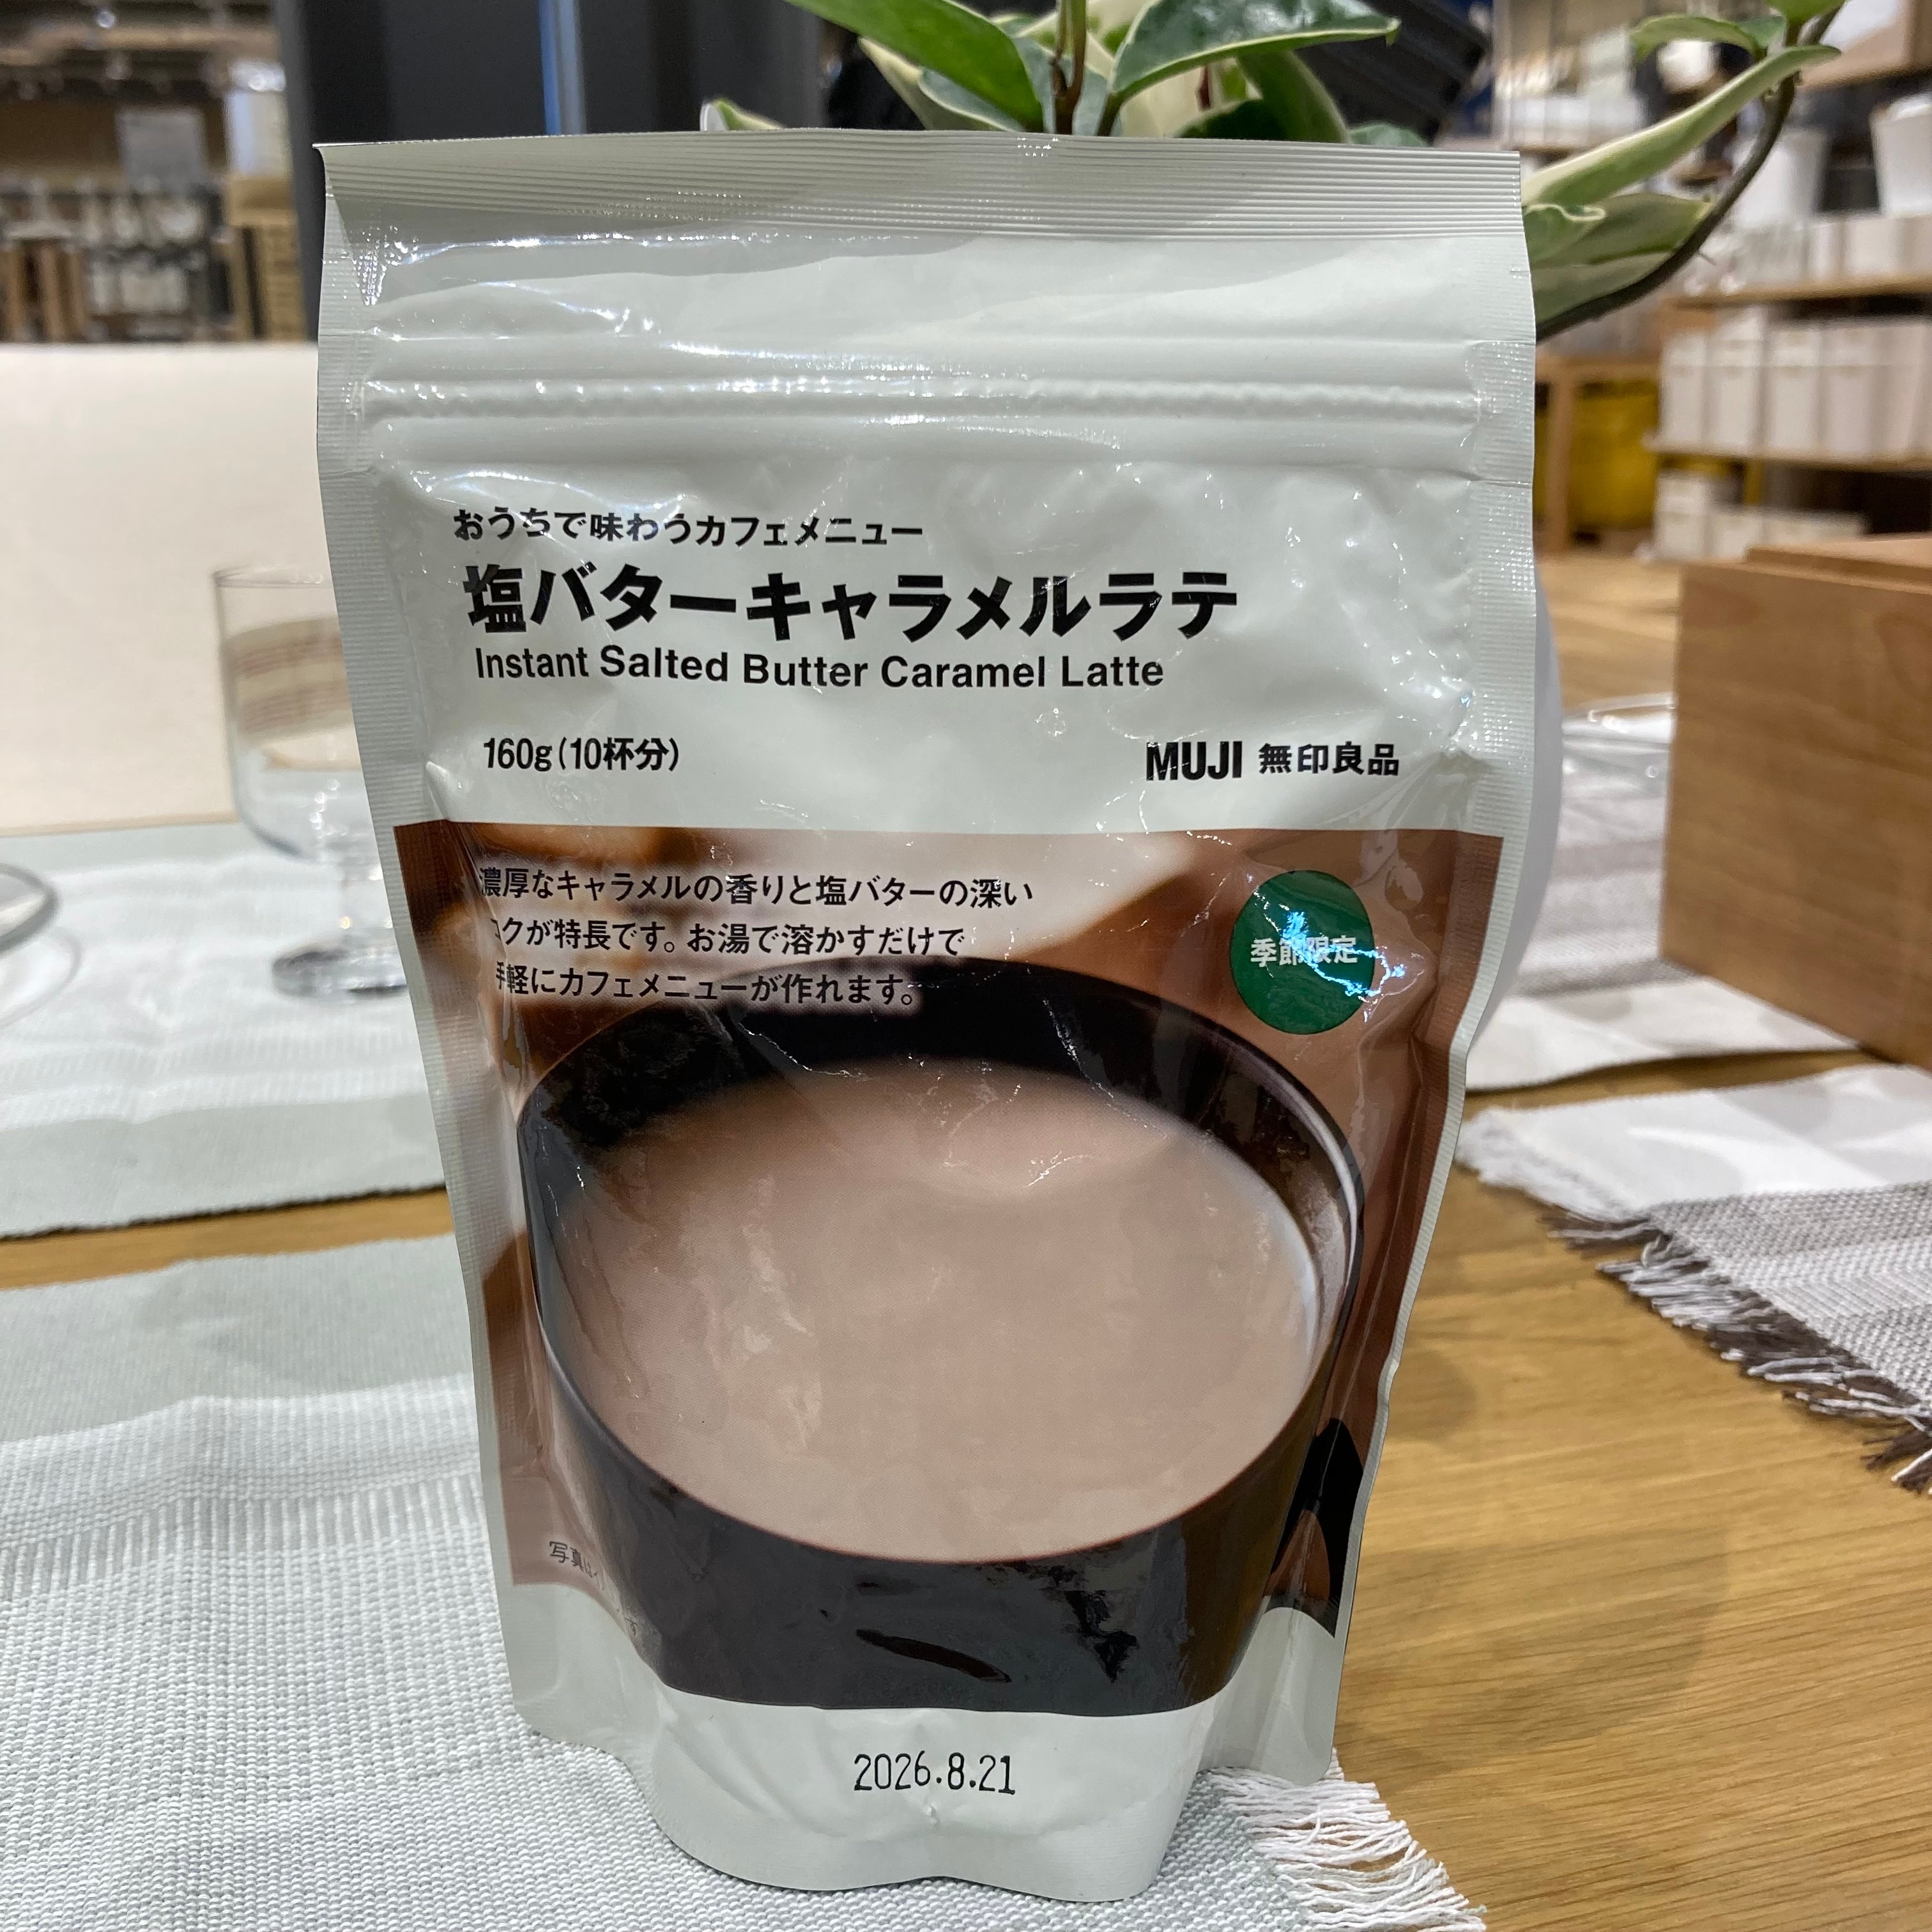 おうちで味わうカフェメニュー
塩バターキャラメルラテ
Instant Salted Butter Caramel Latte
160g(10杯分)
MUJI 無印良品
濃厚なキャラメルの香りと塩バターの深い
コクが特長です。お湯で溶かすだけで
手軽にカフェメニューが作れます。
季節限定
写真は
2026.8.21